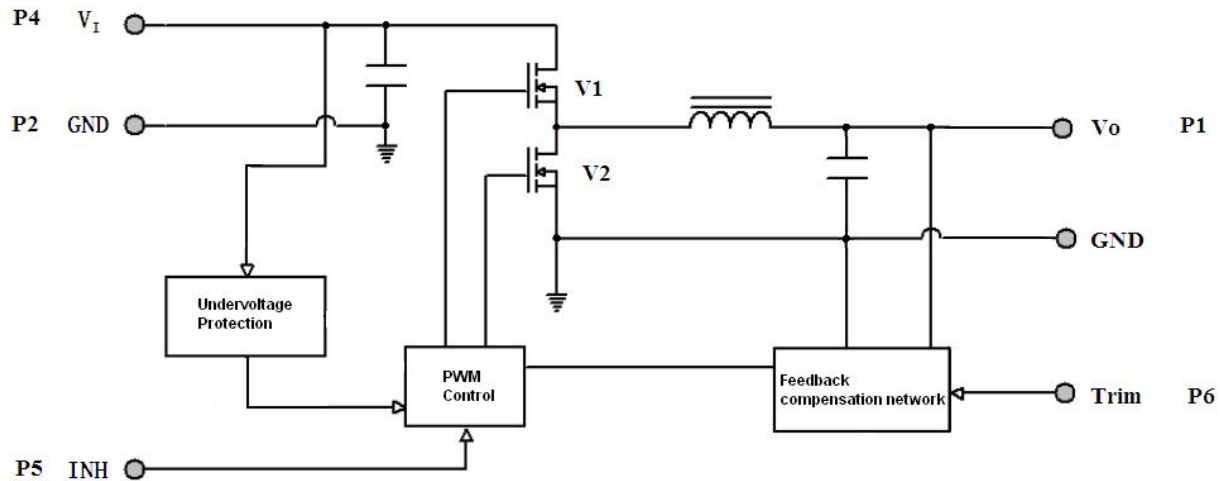 P4 VI
V1
P2 GND
Vo P1
V2
GND
Undervoltage
Protection
PWM
Control
Feedback
compensation network
Trim P6
P5 INH